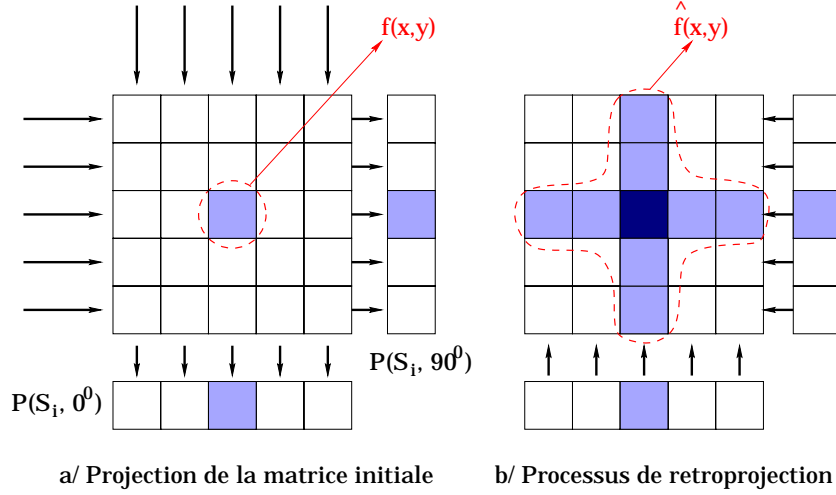 f(x,y)
f̂(x,y)
P(Si, 90⁰)
P(Si, 0⁰)
a/ Projection de la matrice initiale
b/ Processus de retroprojection